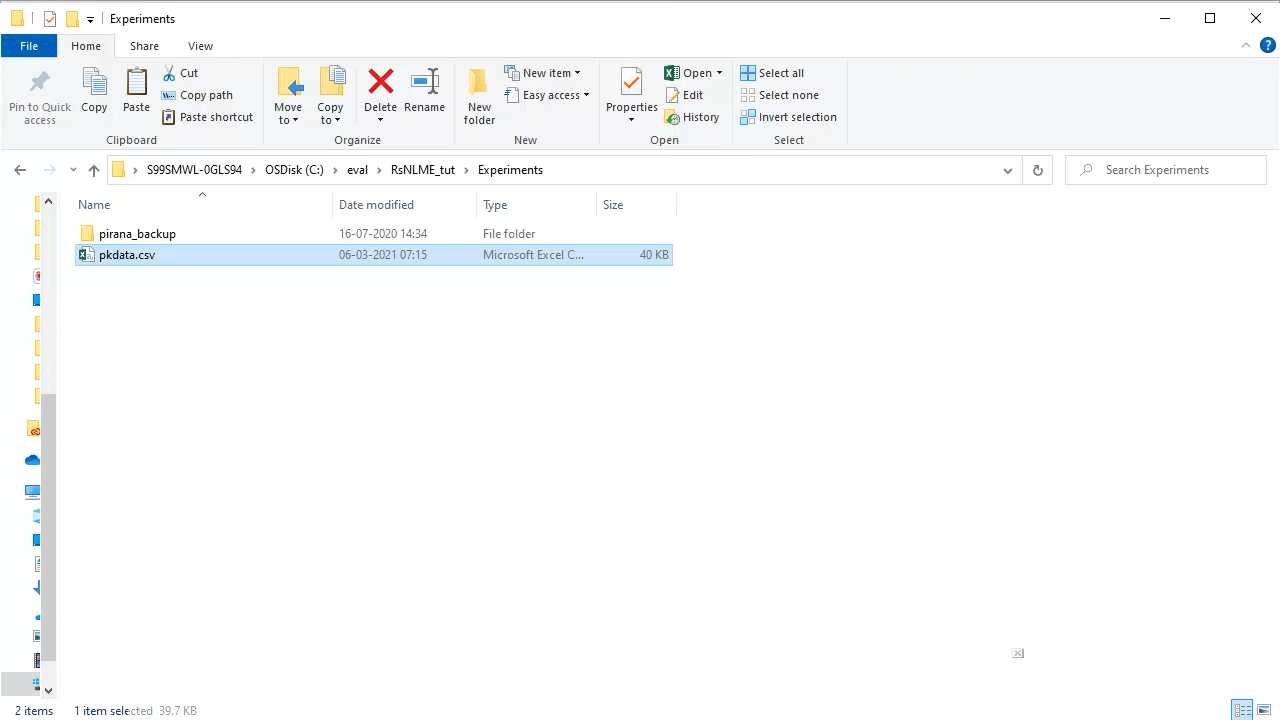 Experiments
File Home Share View
Pin to Quick access
Copy
Paste
Cut
Copy path
Paste shortcut
Clipboard
Move to
Copy to
Delete
Rename
Organize
New folder
New item
Easy access
New
Properties
Open
Edit
History
Open
Select all
Select none
Invert selection
Select
S99SMWL-0GLS94 OSDisk (C:) eval RsNLME_tut Experiments
Search Experiments
Name Date modified Type Size
pirana_backup 16-07-2020 14:34 File folder
pkdata.csv 06-03-2021 07:15 Microsoft Excel C... 40 KB
2 items 1 item selected 39.7 KB